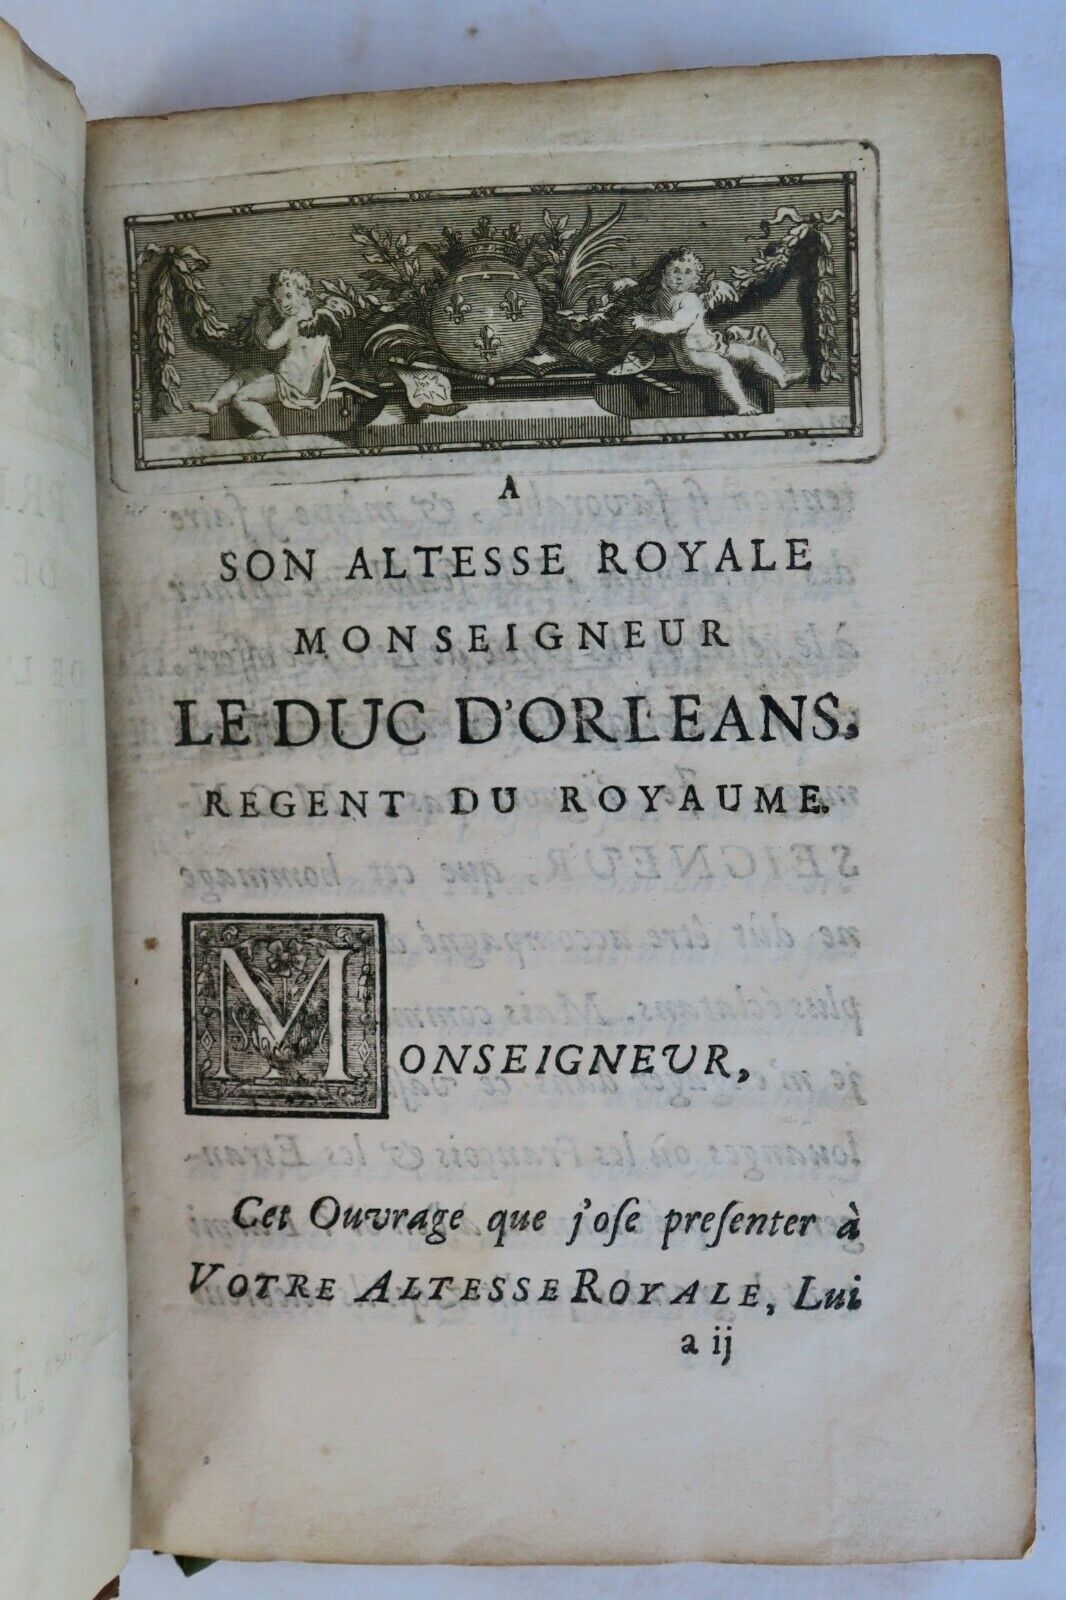 A
SON ALTESSE ROYALE
MONSEIGNEUR
LE DUC D'ORLEANS,
REGENT DU ROYAUME.
MONSEIGNEUR,
Cet Ouvrage que j'oſe preſenter à
VOTRE ALTESSE ROYALE, Lui
a ij